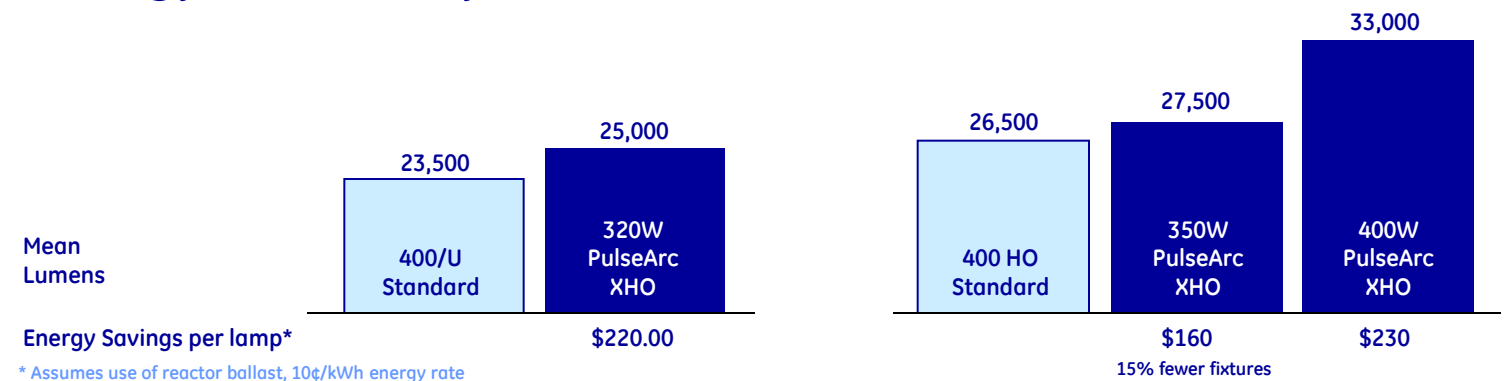 33,000
27,500
26,500
25,000
23,500
Mean
Lumens
400/U
Standard
320W
PulseArc
XHO
400 HO
Standard
350W
PulseArc
XHO
400W
PulseArc
XHO
Energy Savings per lamp*
$220.00
$160
$230
* Assumes use of reactor ballast, 10¢/kWh energy rate
15% fewer fixtures